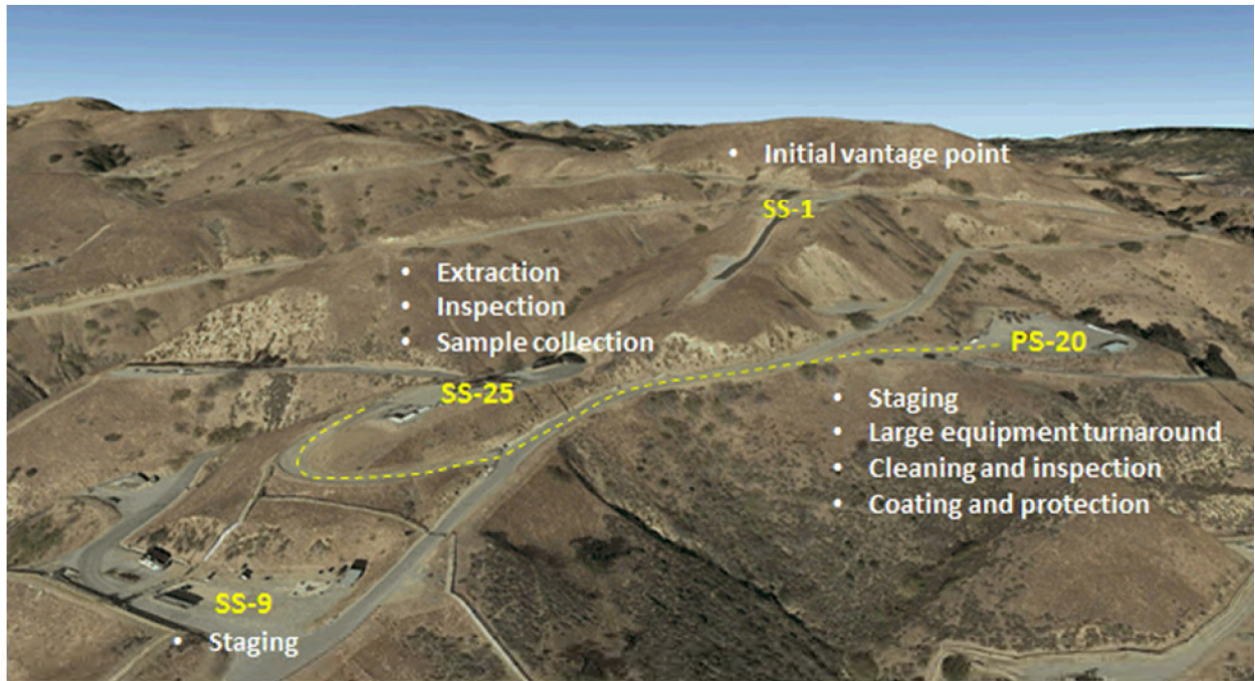 • Initial vantage point
SS-1
• Extraction
• Inspection
• Sample collection
SS-25
PS-20
• Staging
• Large equipment turnaround
• Cleaning and inspection
• Coating and protection
SS-9
• Staging